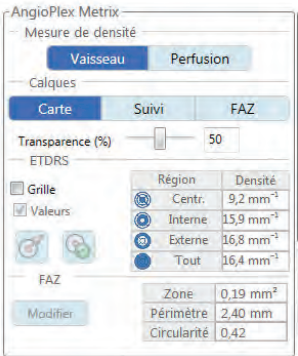 AngioPlex Metrix
Mesure de densité
Vaisseau Perfusion
Calques
Carte Suivi FAZ
Transparence (%) 50
ETDRS
Grille
Valeurs
Région Densité
Centr. 9,2 mm⁻¹
Interne 15,9 mm⁻¹
Externe 16,8 mm⁻¹
Tout 16,4 mm⁻¹
FAZ
Modifier
Zone 0,19 mm²
Périmètre 2,40 mm
Circularité 0,42